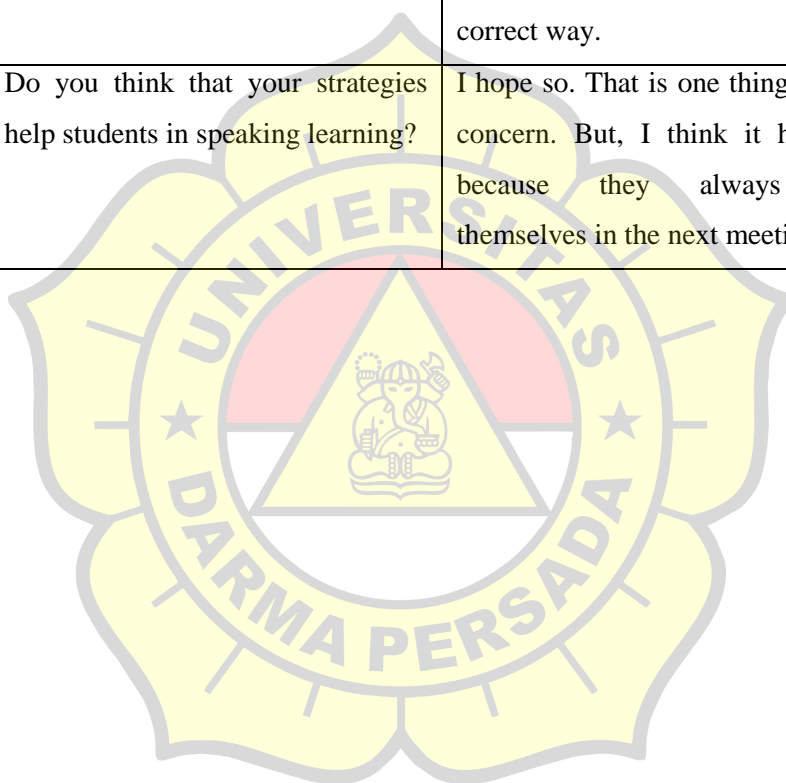 correct way.
Do you think that your strategies
help students in speaking learning?
I hope so. That is one thing
concern. But, I think it
because they always
themselves in the next
UNIVERSITAS
DARMA PERSADA